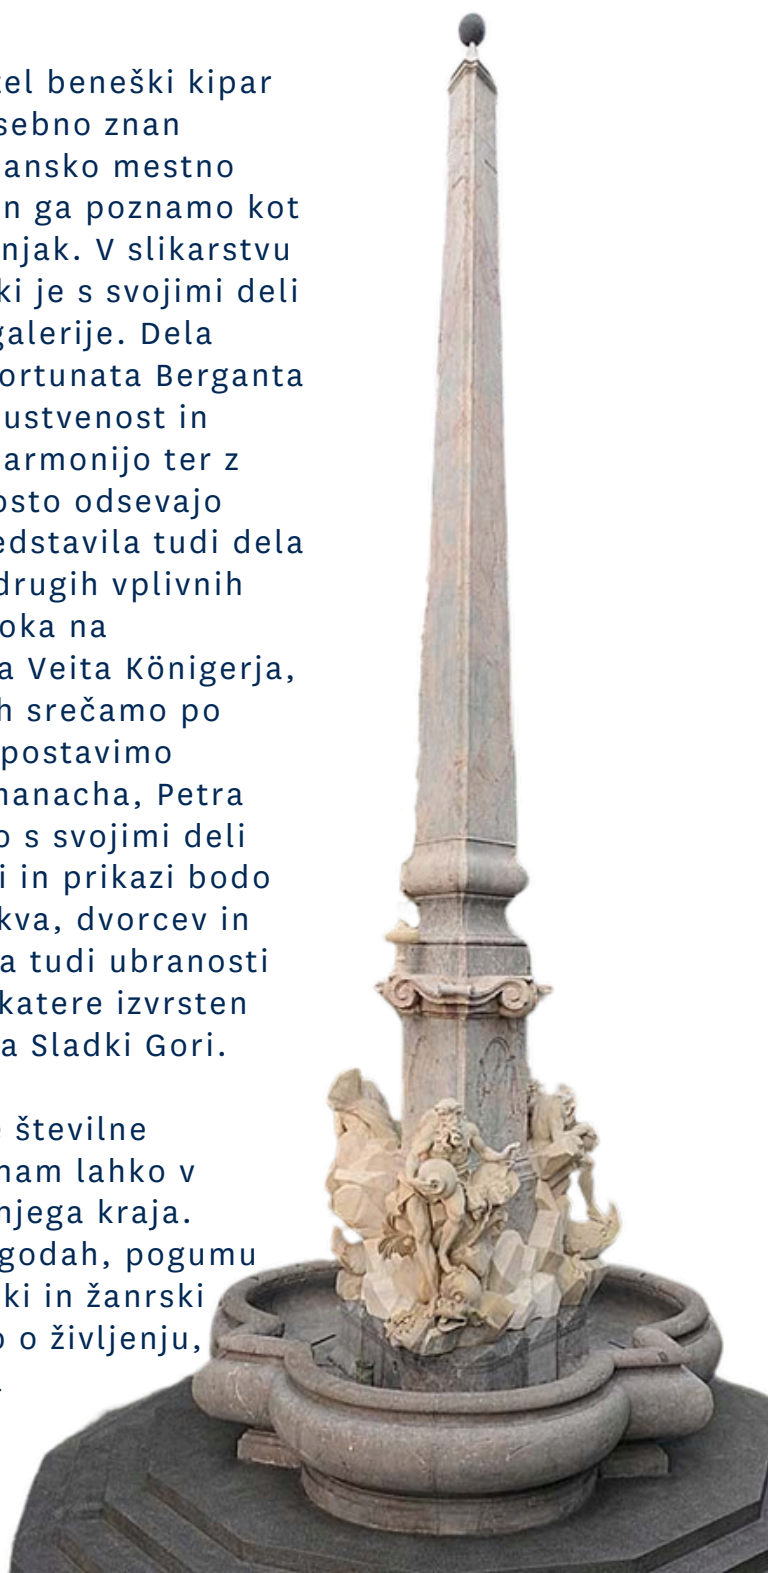 el beneški kipar
sebno znan
ansko mestno
n ga poznamo kot
njak. V slikarstvu
ki je s svojimi deli
galerije. Dela
ortunata Berganta
ustvenost in
armonijo ter z
osto odsevajo
edstavila tudi dela
drugih vplivnih
oka na
a Veita Königerja,
h srečamo po
postavimo
manacha, Petra
o s svojimi deli
i in prikazi bodo
kva, dvorcev in
a tudi ubranosti
katere izvrsten
a Sladki Gori.
številne
nam lahko v
njega kraja.
godah, pogumu
ki in žanrski
o o življenju,